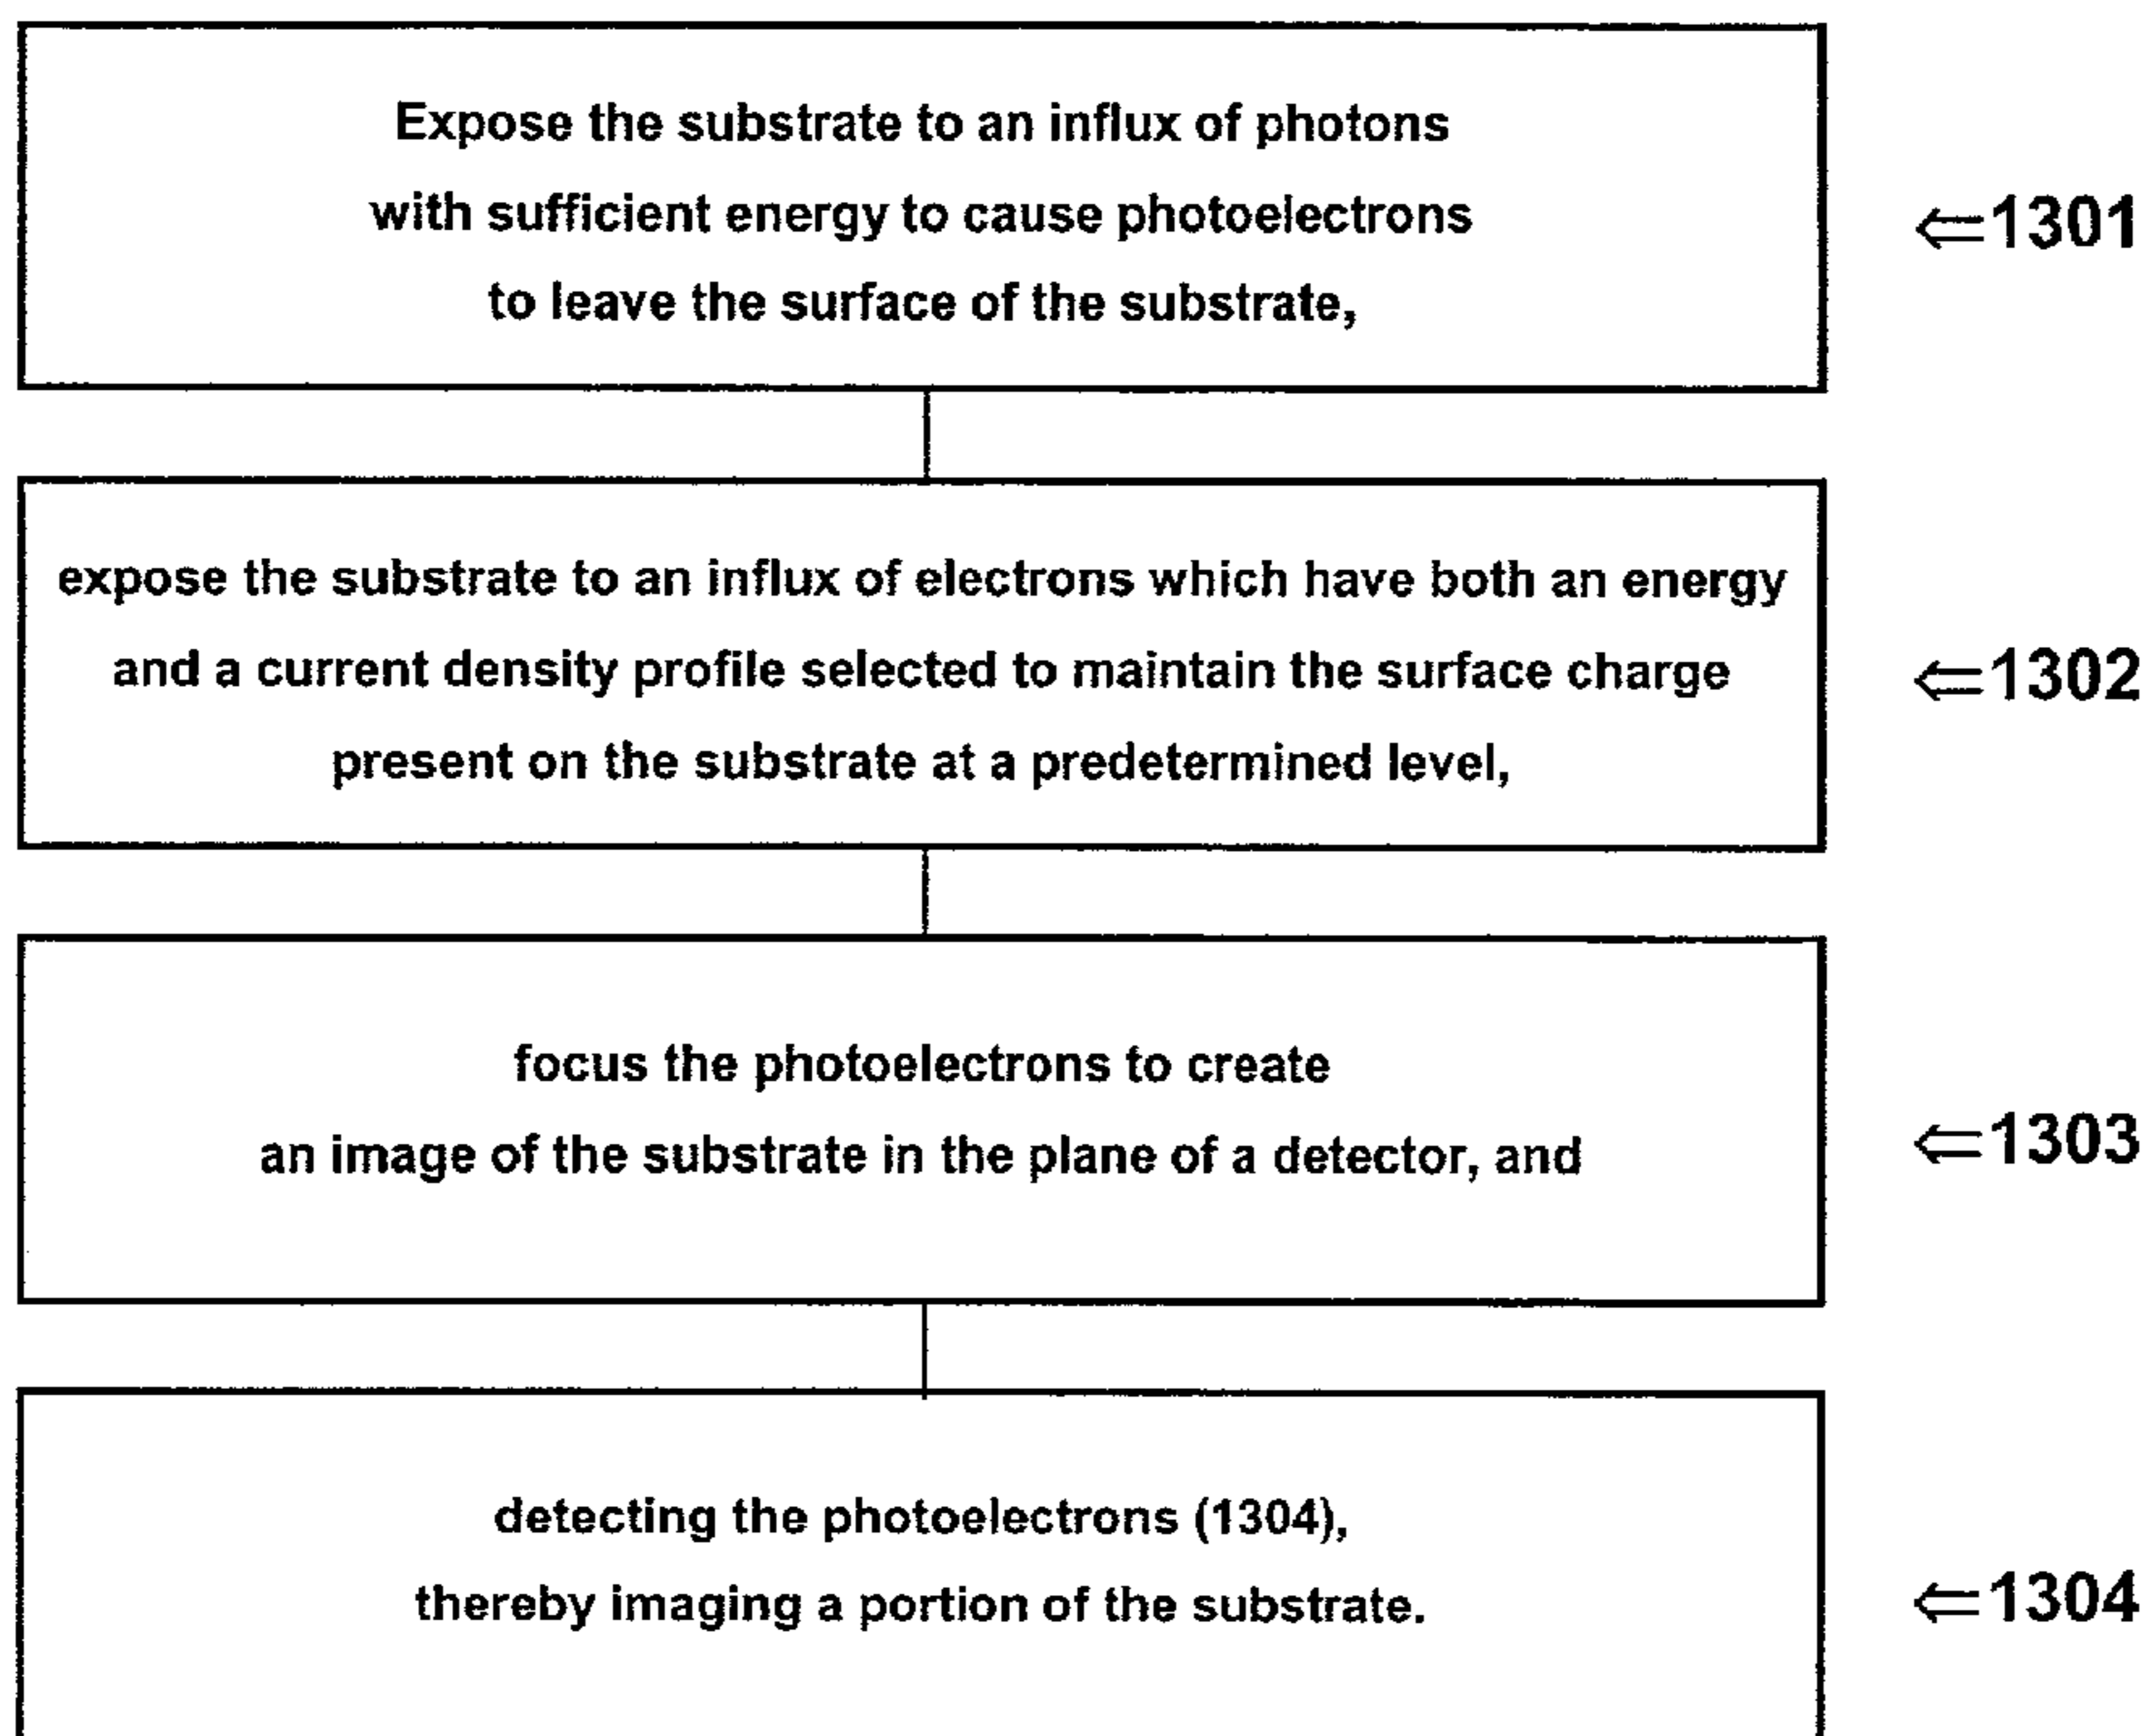 Expose the substrate to an influx of photons
with sufficient energy to cause photoelectrons
to leave the surface of the substrate,
⇐1301
expose the substrate to an influx of electrons which have both an energy
and a current density profile selected to maintain the surface charge
present on the substrate at a predetermined level,
⇐1302
focus the photoelectrons to create
an image of the substrate in the plane of a detector, and
⇐1303
detecting the photoelectrons (1304),
thereby imaging a portion of the substrate.
⇐1304